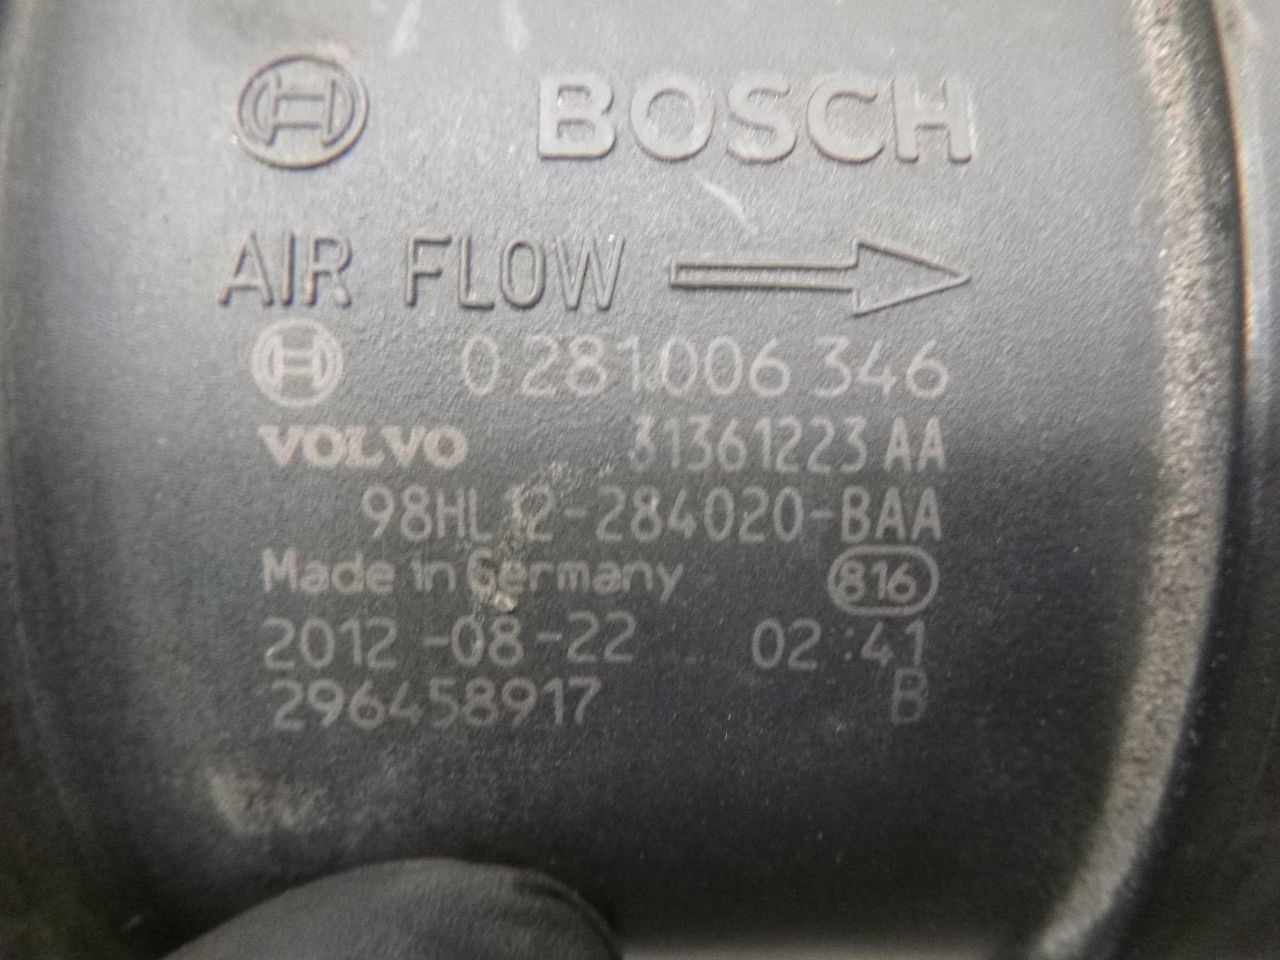 BOSCH
AIR FLOW
0 281 006 346
VOLVO 31361223 AA
98HL12-284020-BAA
Made in Germany 816
2012-08-22 02:41
296458917 B